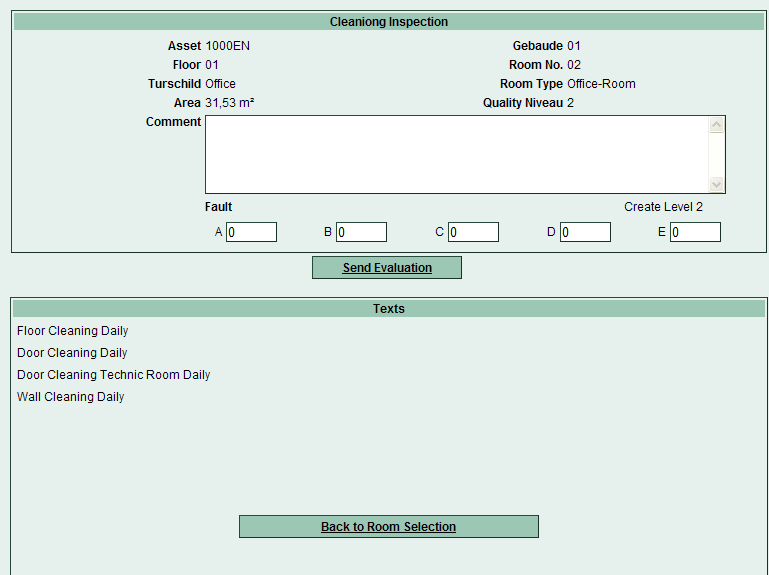 Cleaniong Inspection
Asset 1000EN Gebaude 01
Floor 01 Room No. 02
Turschild Office Room Type Office-Room
Area 31,53 m² Quality Niveau 2
Comment
Fault Create Level 2
A 0 B 0 C 0 D 0 E 0
Send Evaluation
Texts
Floor Cleaning Daily
Door Cleaning Daily
Door Cleaning Technic Room Daily
Wall Cleaning Daily
Back to Room Selection